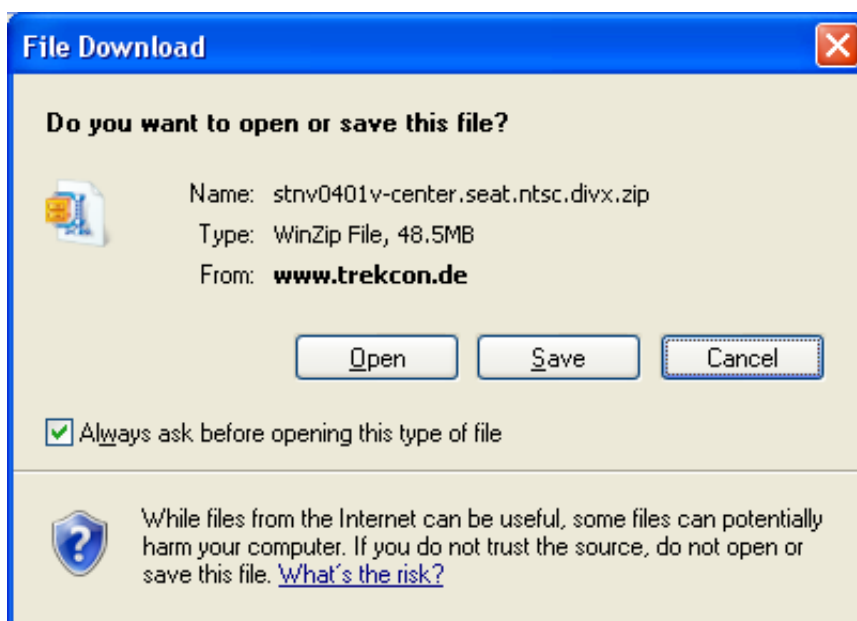 File Download
Do you want to open or save this file?
Name: stnv0401v-center.seat.ntsc.divx.zip
Type: WinZip File, 48.5MB
From: www.trekcon.de
Open Save Cancel
Always ask before opening this type of file
While files from the Internet can be useful, some files can potentially
harm your computer. If you do not trust the source, do not open or
save this file. What's the risk?